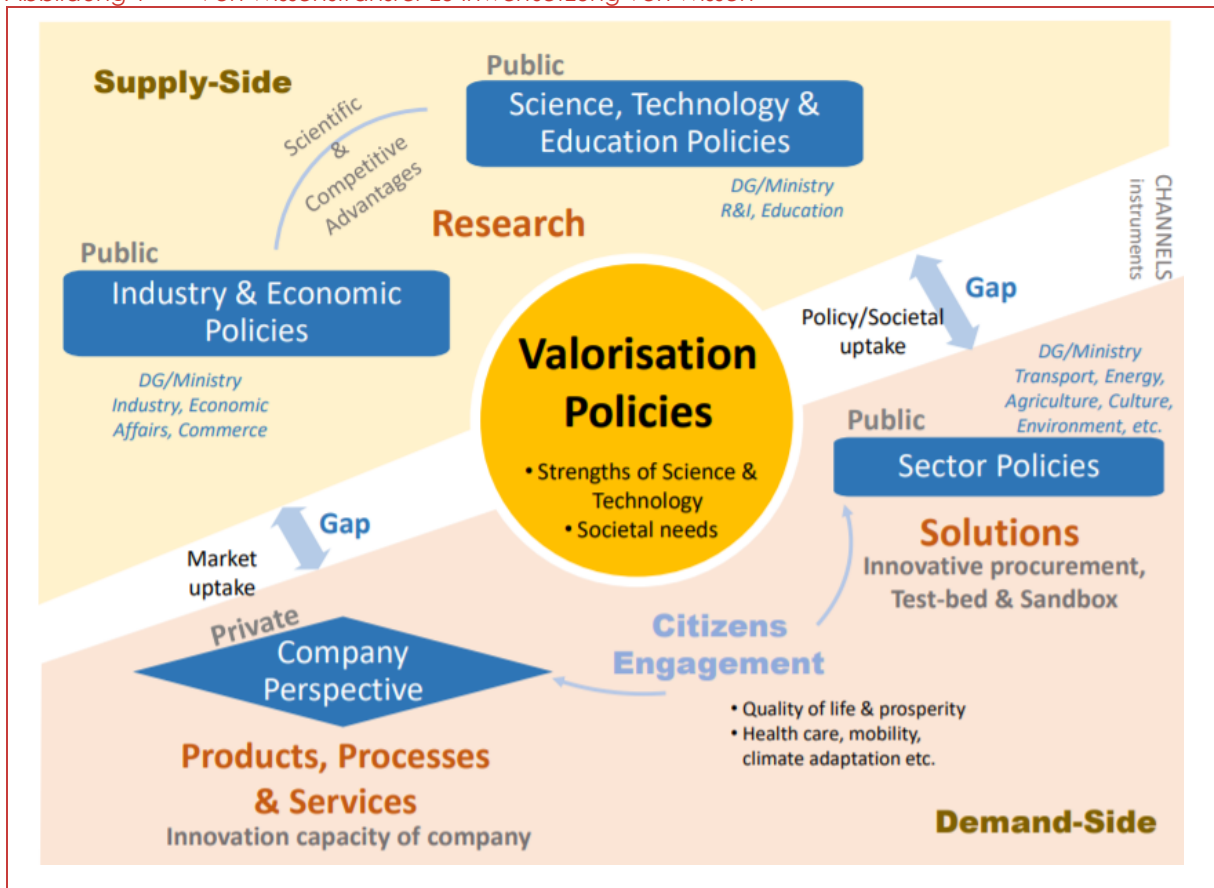 Supply-Side
Public
Science, Technology &
Education Policies
DG/Ministry
R&I, Education
Scientific
&
Competitive
Advantages
Research
Public
Industry & Economic
Policies
DG/Ministry
Industry, Economic
Affairs, Commerce
CHANNELS
instruments
Gap
Policy/Societal
uptake
Valorisation
Policies
• Strengths of Science &
Technology
• Societal needs
DG/Ministry
Transport, Energy,
Agriculture, Culture,
Environment, etc.
Public
Sector Policies
Solutions
Innovative procurement,
Test-bed & Sandbox
Gap
Market
uptake
Private
Company
Perspective
Products, Processes
& Services
Innovation capacity of company
Citizens
Engagement
• Quality of life & prosperity
• Health care, mobility,
climate adaptation etc.
Demand-Side